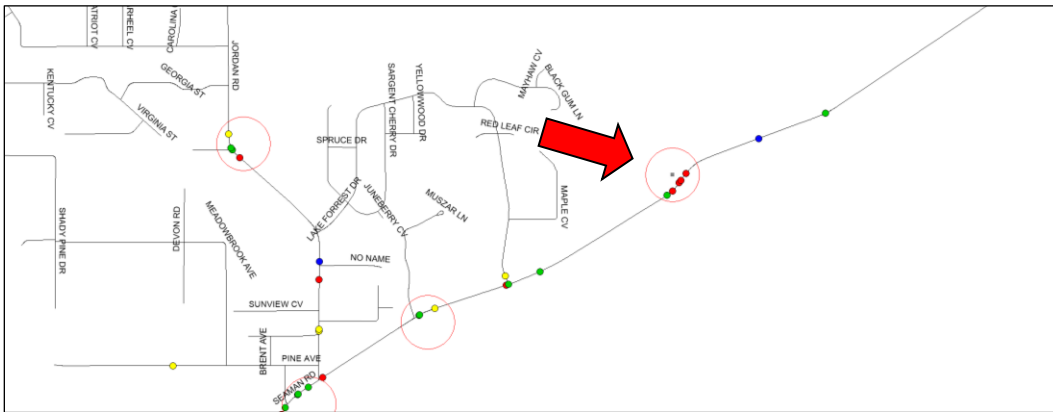 ATRIOT CV
RHEEL CV
CAROLINA
JORDAN RD
KENTUCKY CV
GEORGIA ST
VIRGINIA ST
SARGENT CHERRY DR
YELLOWWOOD DR
MAYHAW CV
BLACK GUM LN
RED LEAF CIR
SPRUCE DR
JUNEBERRY CV
MUSZAR LN
MAPLE CV
LAKE FORREST DR
SHADY PINE DR
DEVON RD
MEADOWBROOK AVE
NO NAME
SUNVIEW CV
BRENT AVE
PINE AVE
SEAMAN RD